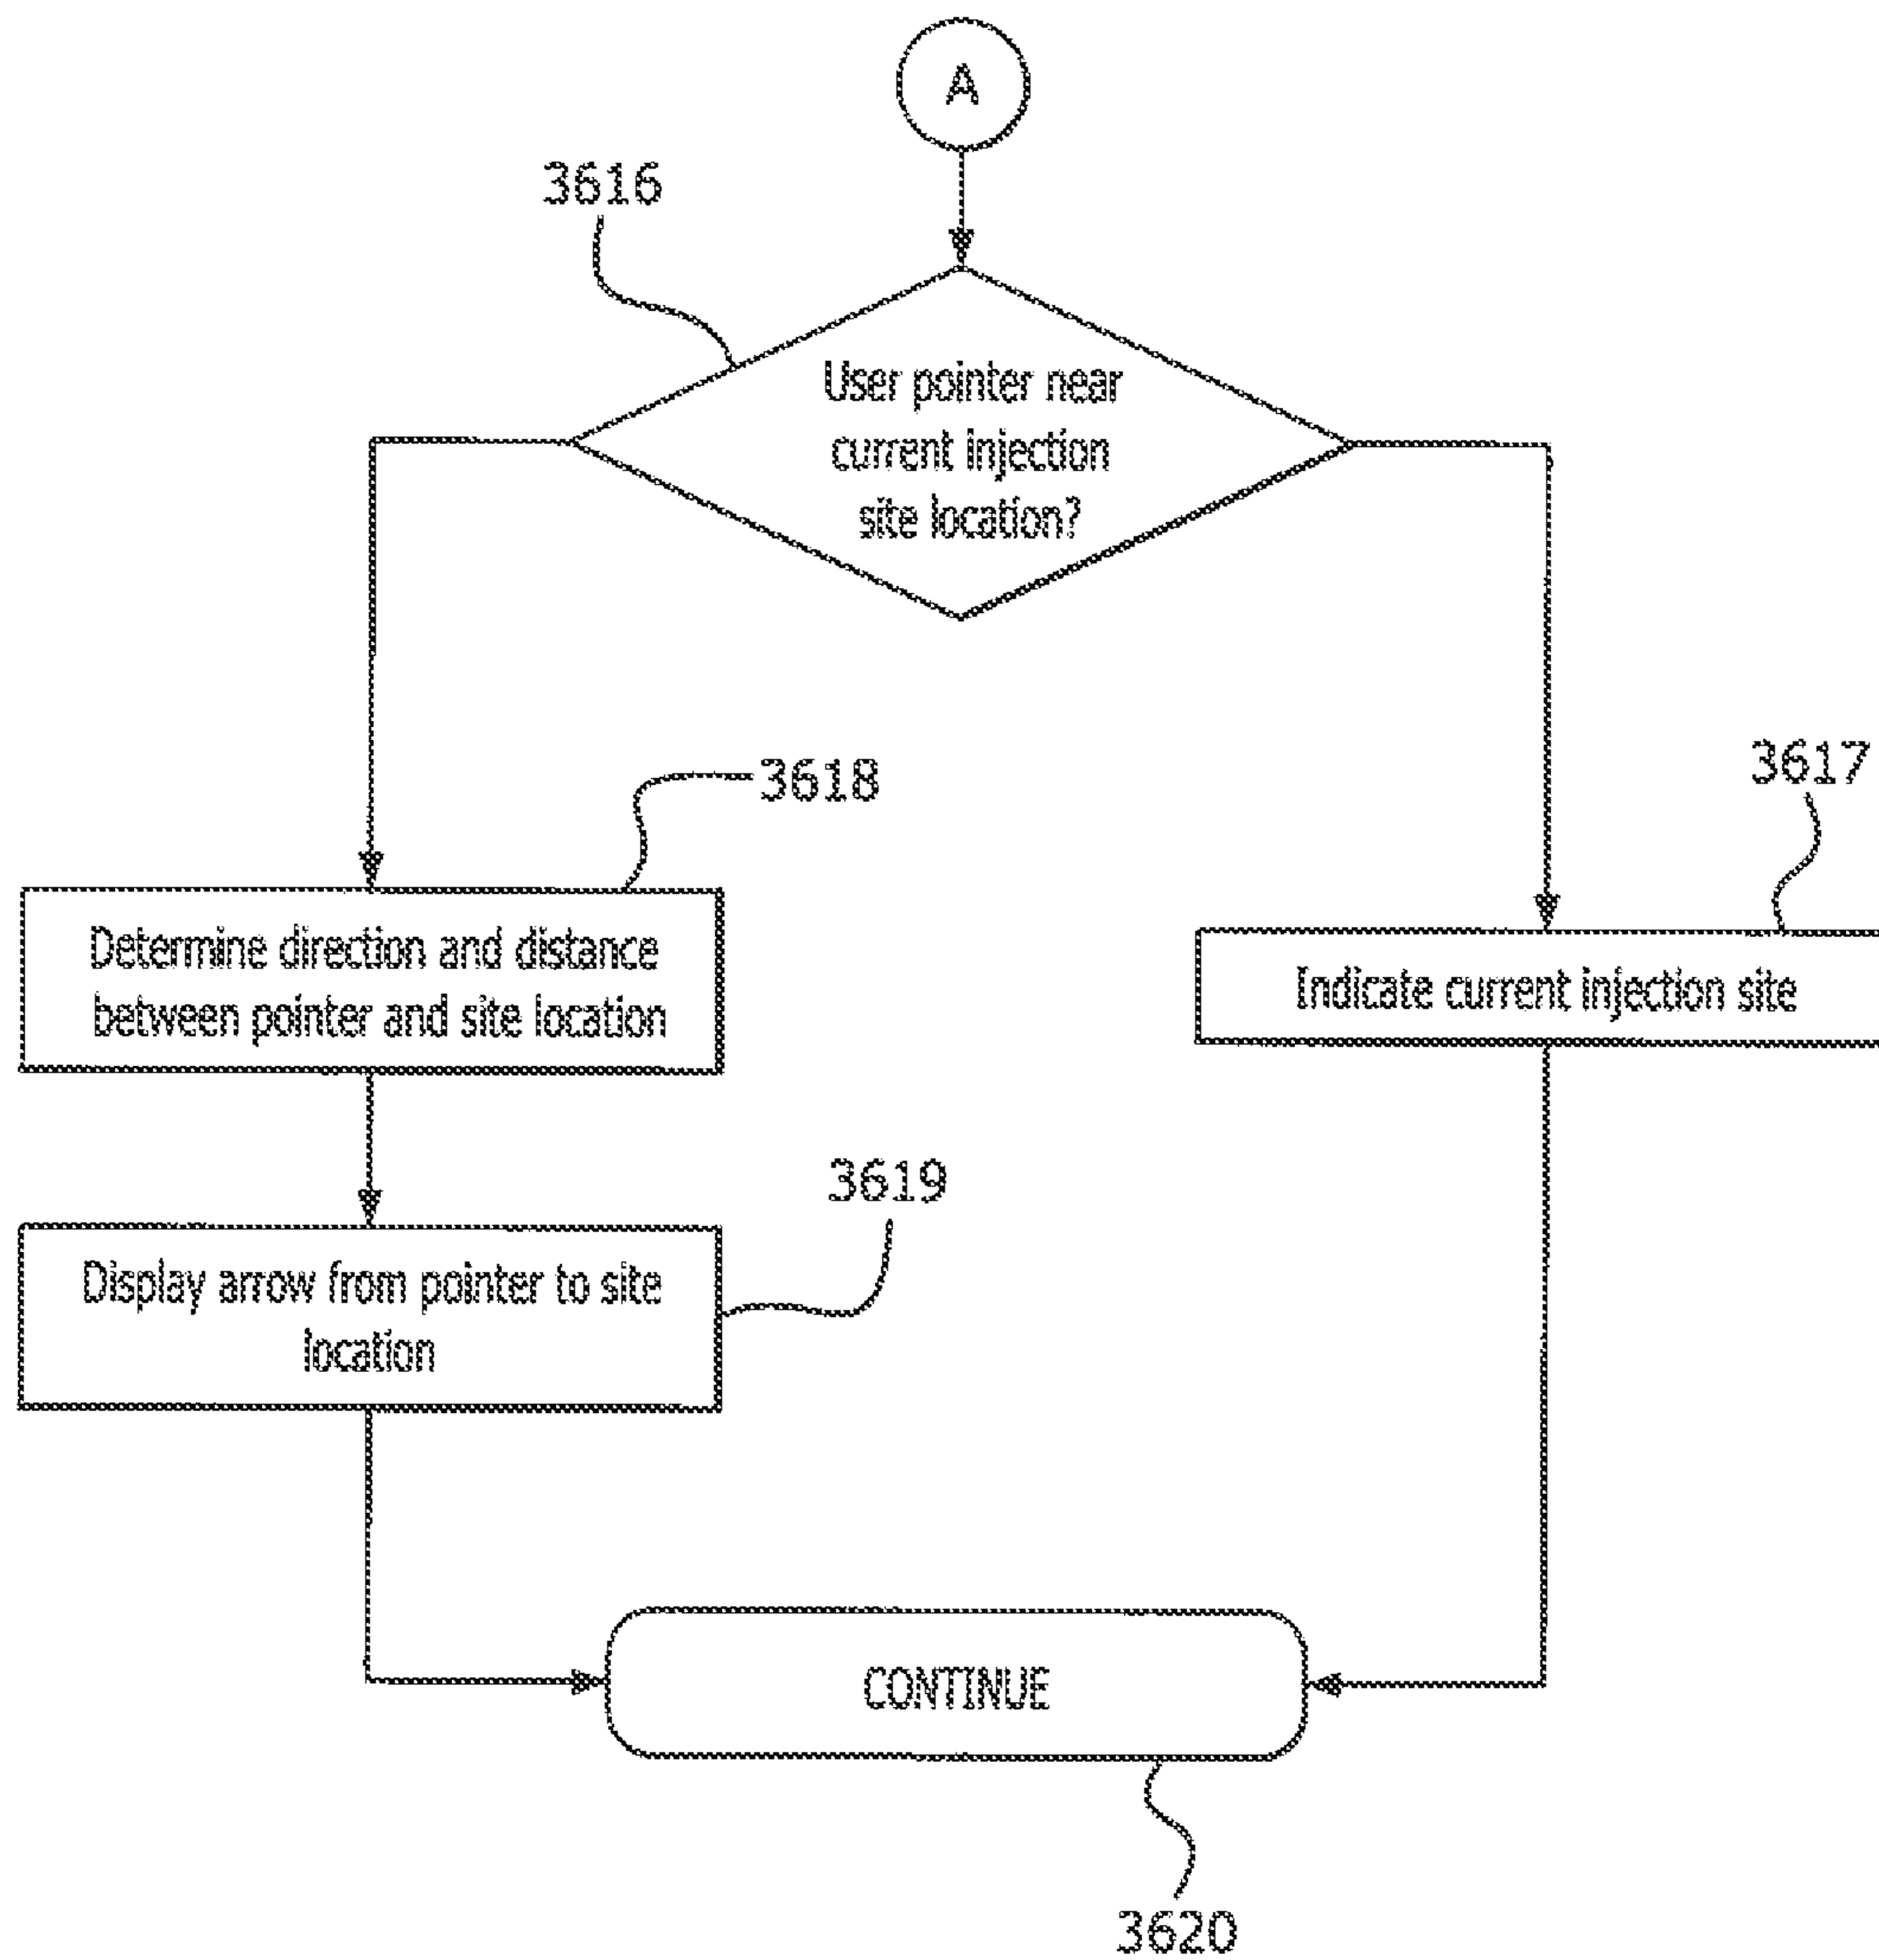 A
3616
User pointer near
current injection
site location?
3618
3617
Determine direction and distance
between pointer and site location
Indicate current injection site
3619
Display arrow from pointer to site
location
CONTINUE
3620